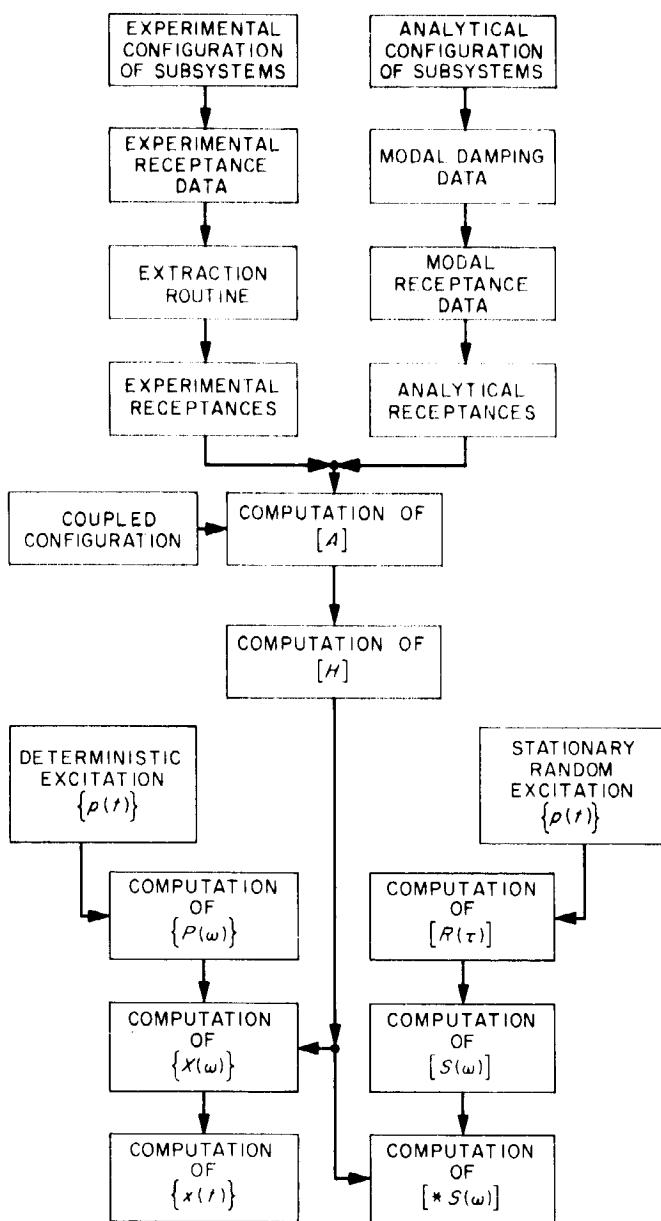 EXPERIMENTAL
CONFIGURATION
OF SUBSYSTEMS
ANALYTICAL
CONFIGURATION
OF SUBSYSTEMS
EXPERIMENTAL
RECEPTANCE
DATA
MODAL DAMPING
DATA
EXTRACTION
ROUTINE
MODAL
RECEPTANCE
DATA
EXPERIMENTAL
RECEPTANCES
ANALYTICAL
RECEPTANCES
COUPLED
CONFIGURATION
COMPUTATION OF
[A]
COMPUTATION OF
[H]
DETERMINISTIC
EXCITATION
{p(t)}
STATIONARY
RANDOM
EXCITATION
{p(t)}
COMPUTATION
OF
{P(ω)}
COMPUTATION
OF
[R(τ)]
COMPUTATION
OF
{X(ω)}
COMPUTATION
OF
[S(ω)]
COMPUTATION
OF
{x(t)}
COMPUTATION
OF
[*S(ω)]